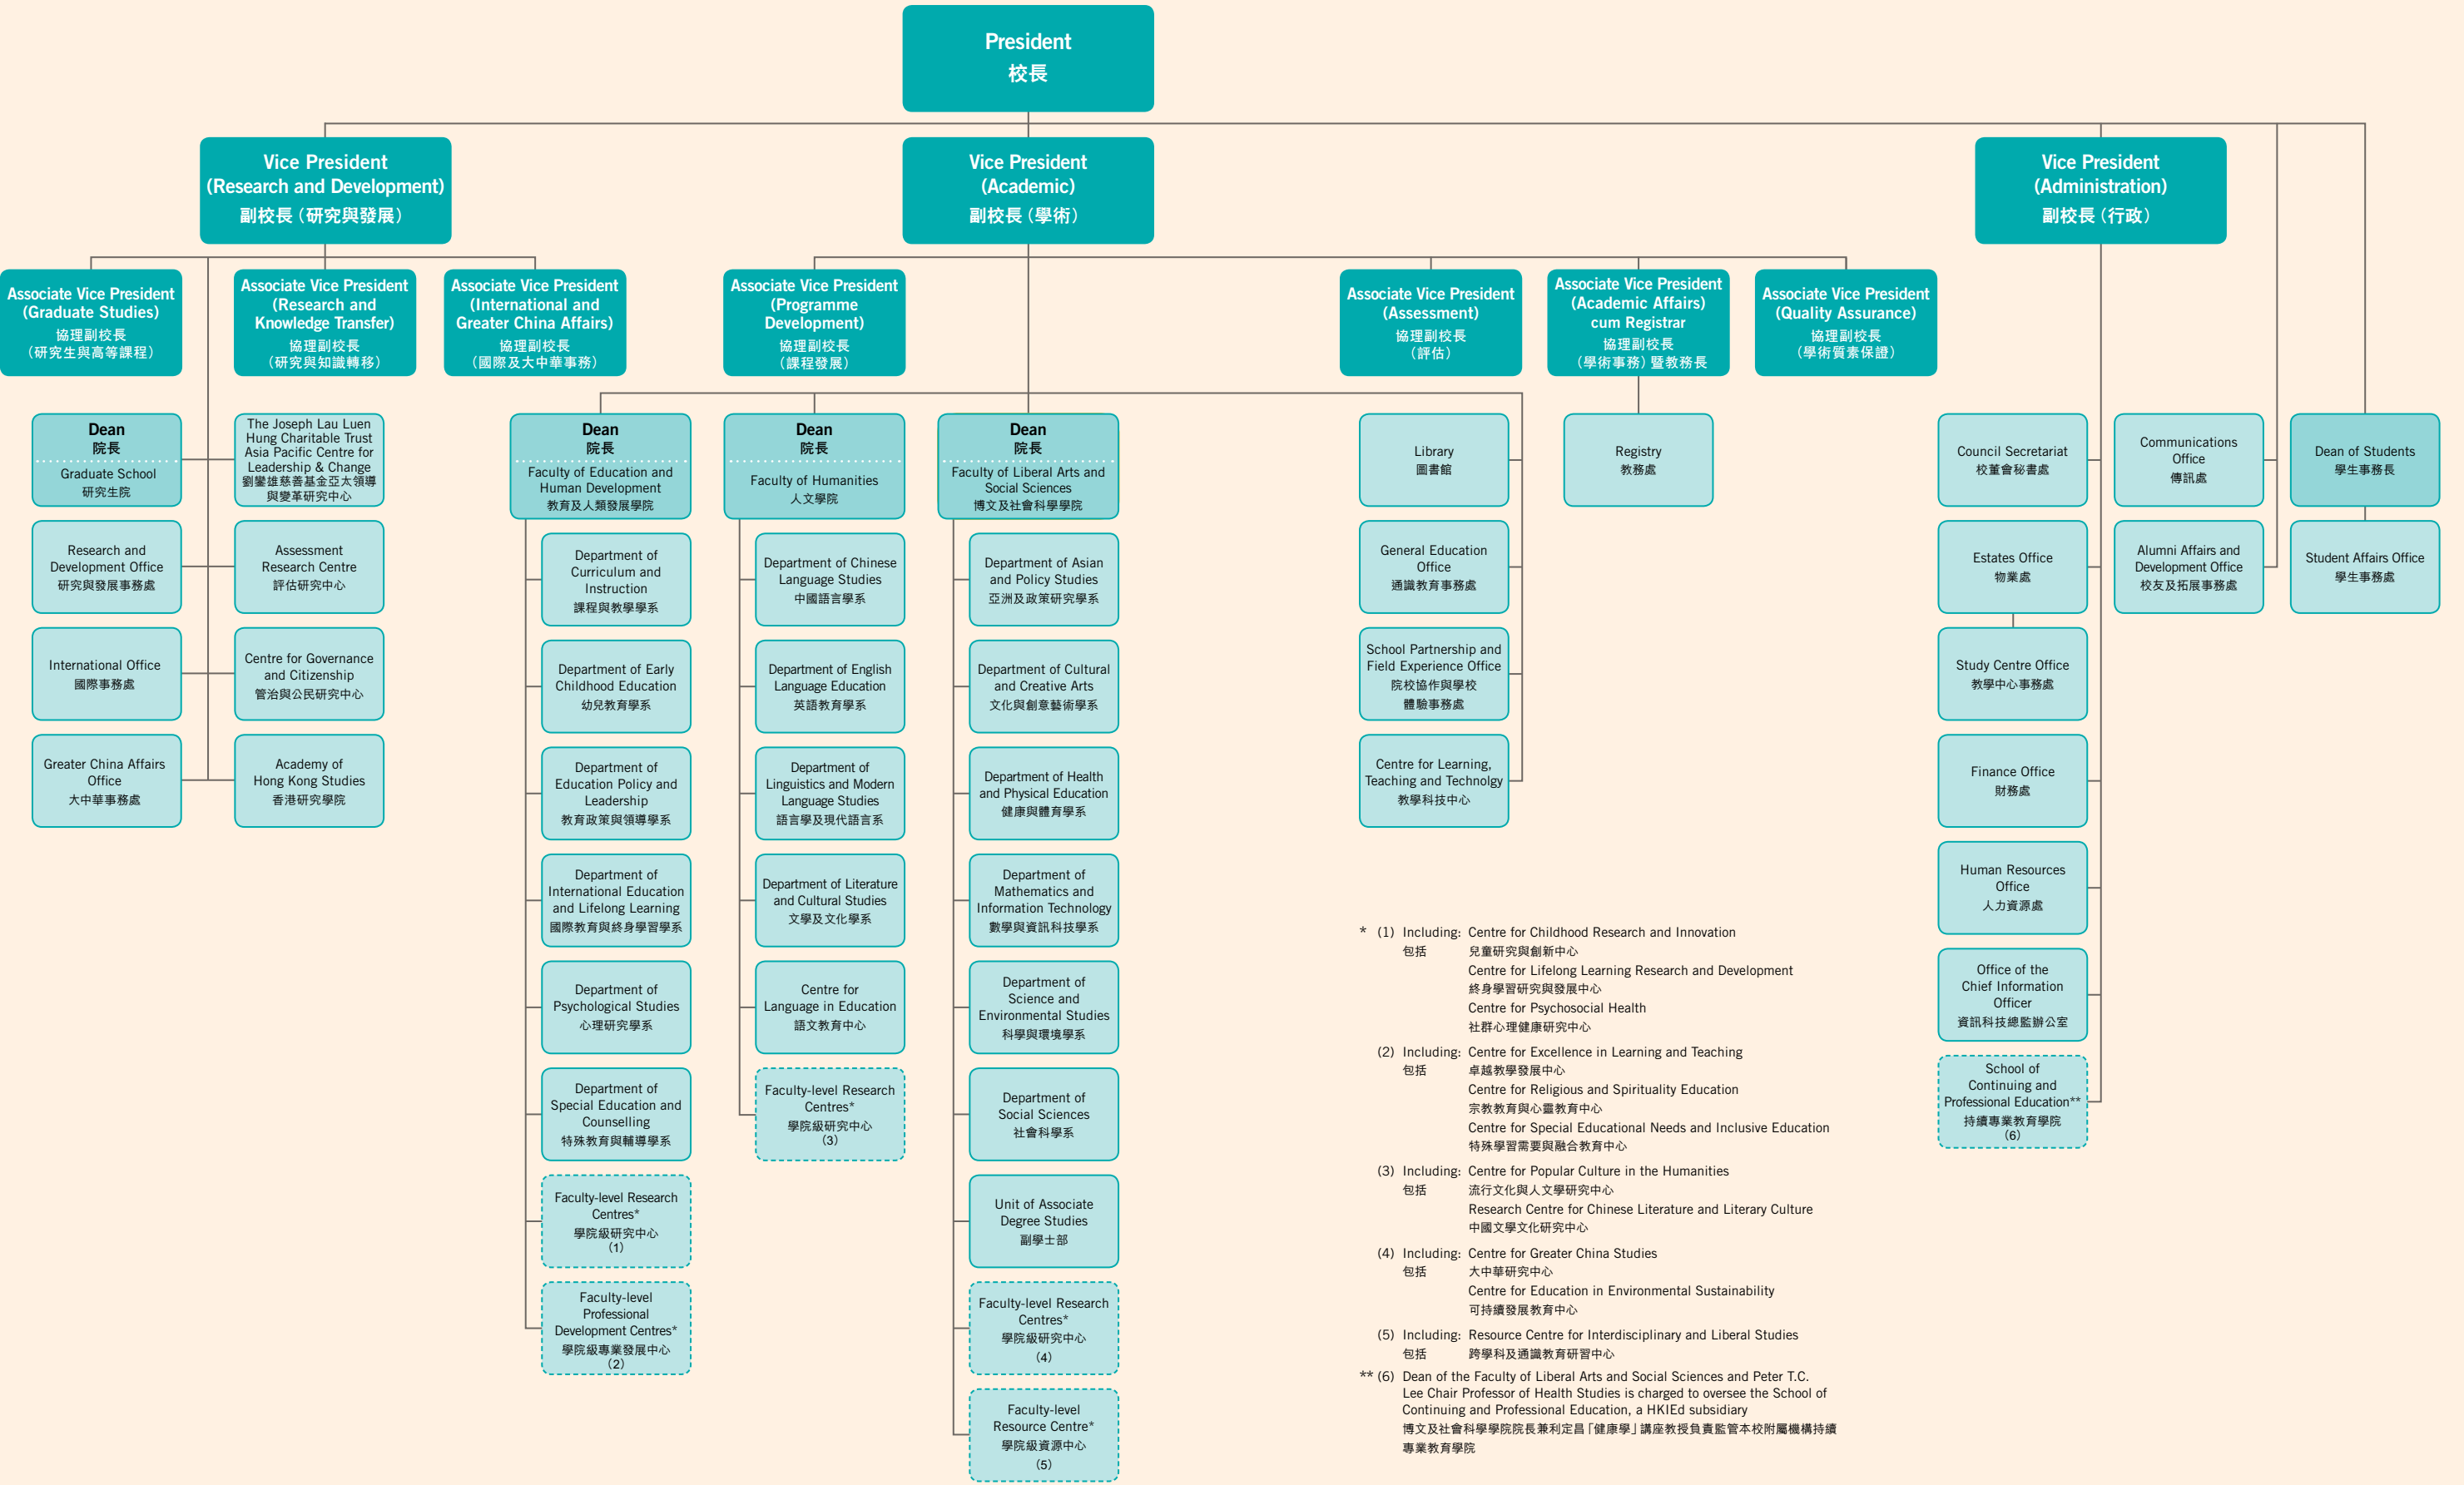 President
校長
Vice President
(Research and Development)
副校長（研究與發展）
Vice President
(Academic)
副校長（學術）
Vice President
(Administration)
副校長（行政）
Associate Vice President
(Graduate Studies)
協理副校長
（研究生與高等課程）
Associate Vice President
(Research and
Knowledge Transfer)
協理副校長
（研究與知識轉移）
Associate Vice President
(International and
Greater China Affairs)
協理副校長
（國際及大中華事務）
Associate Vice President
(Programme
Development)
協理副校長
（課程發展）
Associate Vice President
(Assessment)
協理副校長
（評估）
Associate Vice President
(Academic Affairs)
cum Registrar
協理副校長
（學術事務）暨教務長
Associate Vice President
(Quality Assurance)
協理副校長
（學術質素保證）
Dean
院長
Graduate School
研究生院
Research and
Development Office
研究與發展事務處
International Office
國際事務處
Greater China Affairs
Office
大中華事務處
The Joseph Lau Luen
Hung Charitable Trust
Asia Pacific Centre for
Leadership & Change
劉鑾雄慈善基金亞太領導
與變革研究中心
Assessment
Research Centre
評估研究中心
Centre for Governance
and Citizenship
管治與公民研究中心
Academy of
Hong Kong Studies
香港研究學院
Dean
院長
Faculty of Education and
Human Development
教育及人類發展學院
Department of
Curriculum and
Instruction
課程與教學學系
Department of Early
Childhood Education
幼兒教育學系
Department of
Education Policy and
Leadership
教育政策與領導學系
Department of
International Education
and Lifelong Learning
國際教育與終身學習學系
Department of
Psychological Studies
心理研究學系
Department of
Special Education and
Counselling
特殊教育與輔導學系
Faculty-level Research
Centres*
學院級研究中心
（1）
Faculty-level
Professional
Development Centres*
學院級專業發展中心
（2）
Dean
院長
Faculty of Humanities
人文學院
Department of Chinese
Language Studies
中國語言學系
Department of English
Language Education
英語教育學系
Department of
Linguistics and Modern
Language Studies
語言學及現代語言系
Department of Literature
and Cultural Studies
文學及文化學系
Centre for
Language in Education
語文教育中心
Faculty-level Research
Centres*
學院級研究中心
（3）
Dean
院長
Faculty of Liberal Arts and
Social Sciences
博文及社會科學學院
Department of Asian
and Policy Studies
亞洲及政策研究學系
Department of Cultural
and Creative Arts
文化與創意藝術學系
Department of Health
and Physical Education
健康與體育學系
Department of
Mathematics and
Information Technology
數學與資訊科技學系
Department of
Science and
Environmental Studies
科學與環境學系
Department of
Social Sciences
社會科學系
Unit of Associate
Degree Studies
副學士部
Faculty-level Research
Centres*
學院級研究中心
（4）
Faculty-level
Resource Centre*
學院級資源中心
（5）
Library
圖書館
General Education
Office
通識教育事務處
School Partnership and
Field Experience Office
院校協作與學校
體驗事務處
Centre for Learning,
Teaching and Technolgy
教學科技中心
Registry
教務處
Council Secretariat
校董會秘書處
Estates Office
物業處
Study Centre Office
教學中心事務處
Finance Office
財務處
Human Resources
Office
人力資源處
Office of the
Chief Information
Officer
資訊科技總監辦公室
School of
Continuing and
Professional Education**
持續專業教育學院
（6）
Communications
Office
傳訊處
Alumni Affairs and
Development Office
校友及拓展事務處
Dean of Students
學生事務長
Student Affairs Office
學生事務處
* (1) Including: Centre for Childhood Research and Innovation
包括 兒童研究與創新中心
Centre for Lifelong Learning Research and Development
終身學習研究與發展中心
Centre for Psychosocial Health
社群心理健康研究中心
(2) Including: Centre for Excellence in Learning and Teaching
包括 卓越教學發展中心
Centre for Religious and Spirituality Education
宗教教育與心靈教育中心
Centre for Special Educational Needs and Inclusive Education
特殊學習需要與融合教育中心
(3) Including: Centre for Popular Culture in the Humanities
包括 流行文化與人文學研究中心
Research Centre for Chinese Literature and Literary Culture
中國文學文化研究中心
(4) Including: Centre for Greater China Studies
包括 大中華研究中心
Centre for Education in Environmental Sustainability
可持續發展教育中心
(5) Including: Resource Centre for Interdisciplinary and Liberal Studies
包括 跨學科及通識教育研習中心
** (6) Dean of the Faculty of Liberal Arts and Social Sciences and Peter T.C.
Lee Chair Professor of Health Studies is charged to oversee the School of
Continuing and Professional Education, a HKIEd subsidiary
博文及社會科學學院院長兼利定昌「健康學」講座教授負責監管本校附屬機構持續
專業教育學院